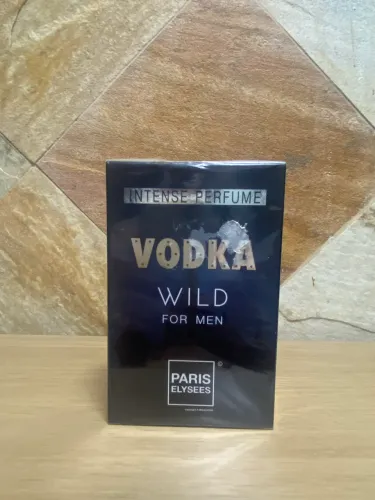 INTENSE PERFUME
VODKA
WILD
FOR MEN
PARIS
ELYSEES